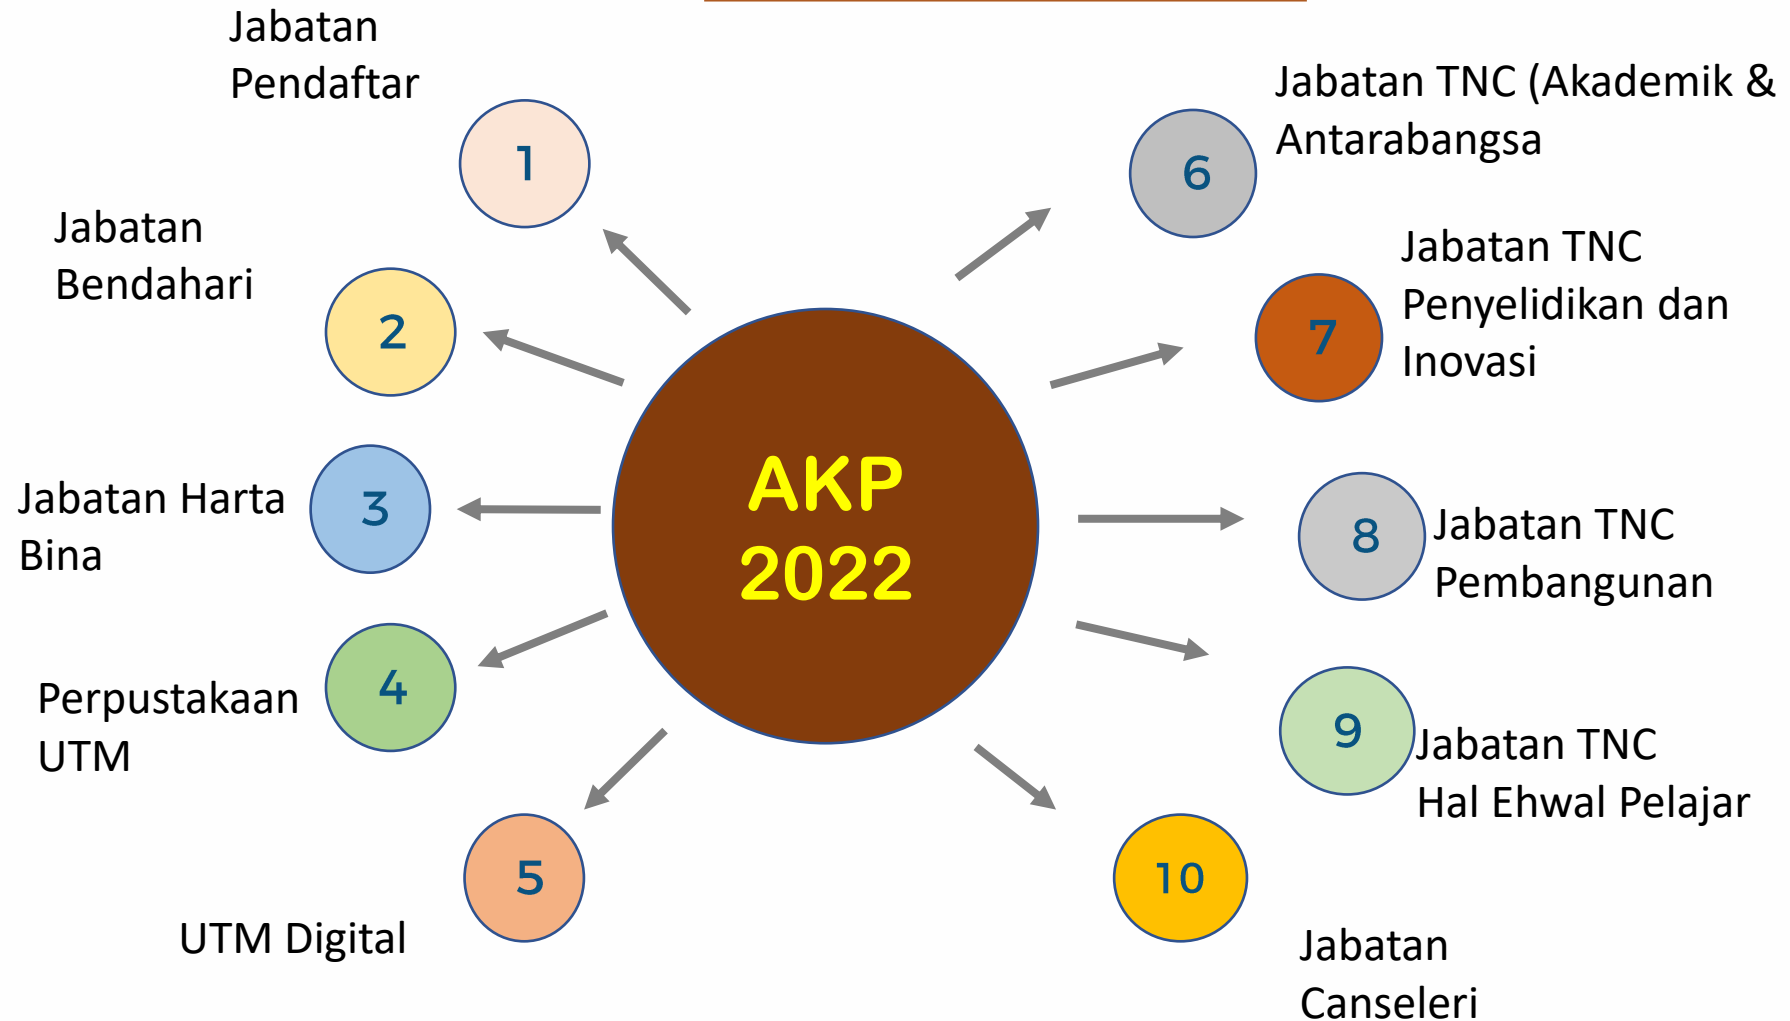 Jabatan
Pendaftar
1
Jabatan
Bendahari
2
Jabatan Harta
Bina
3
Perpustakaan
UTM
4
UTM Digital
5
AKP
2022
Jabatan TNC (Akademik &
Antarabangsa
6
Jabatan TNC
Penyelidikan dan
Inovasi
7
Jabatan TNC
Pembangunan
8
Jabatan TNC
Hal Ehwal Pelajar
9
Jabatan
Canseleri
10